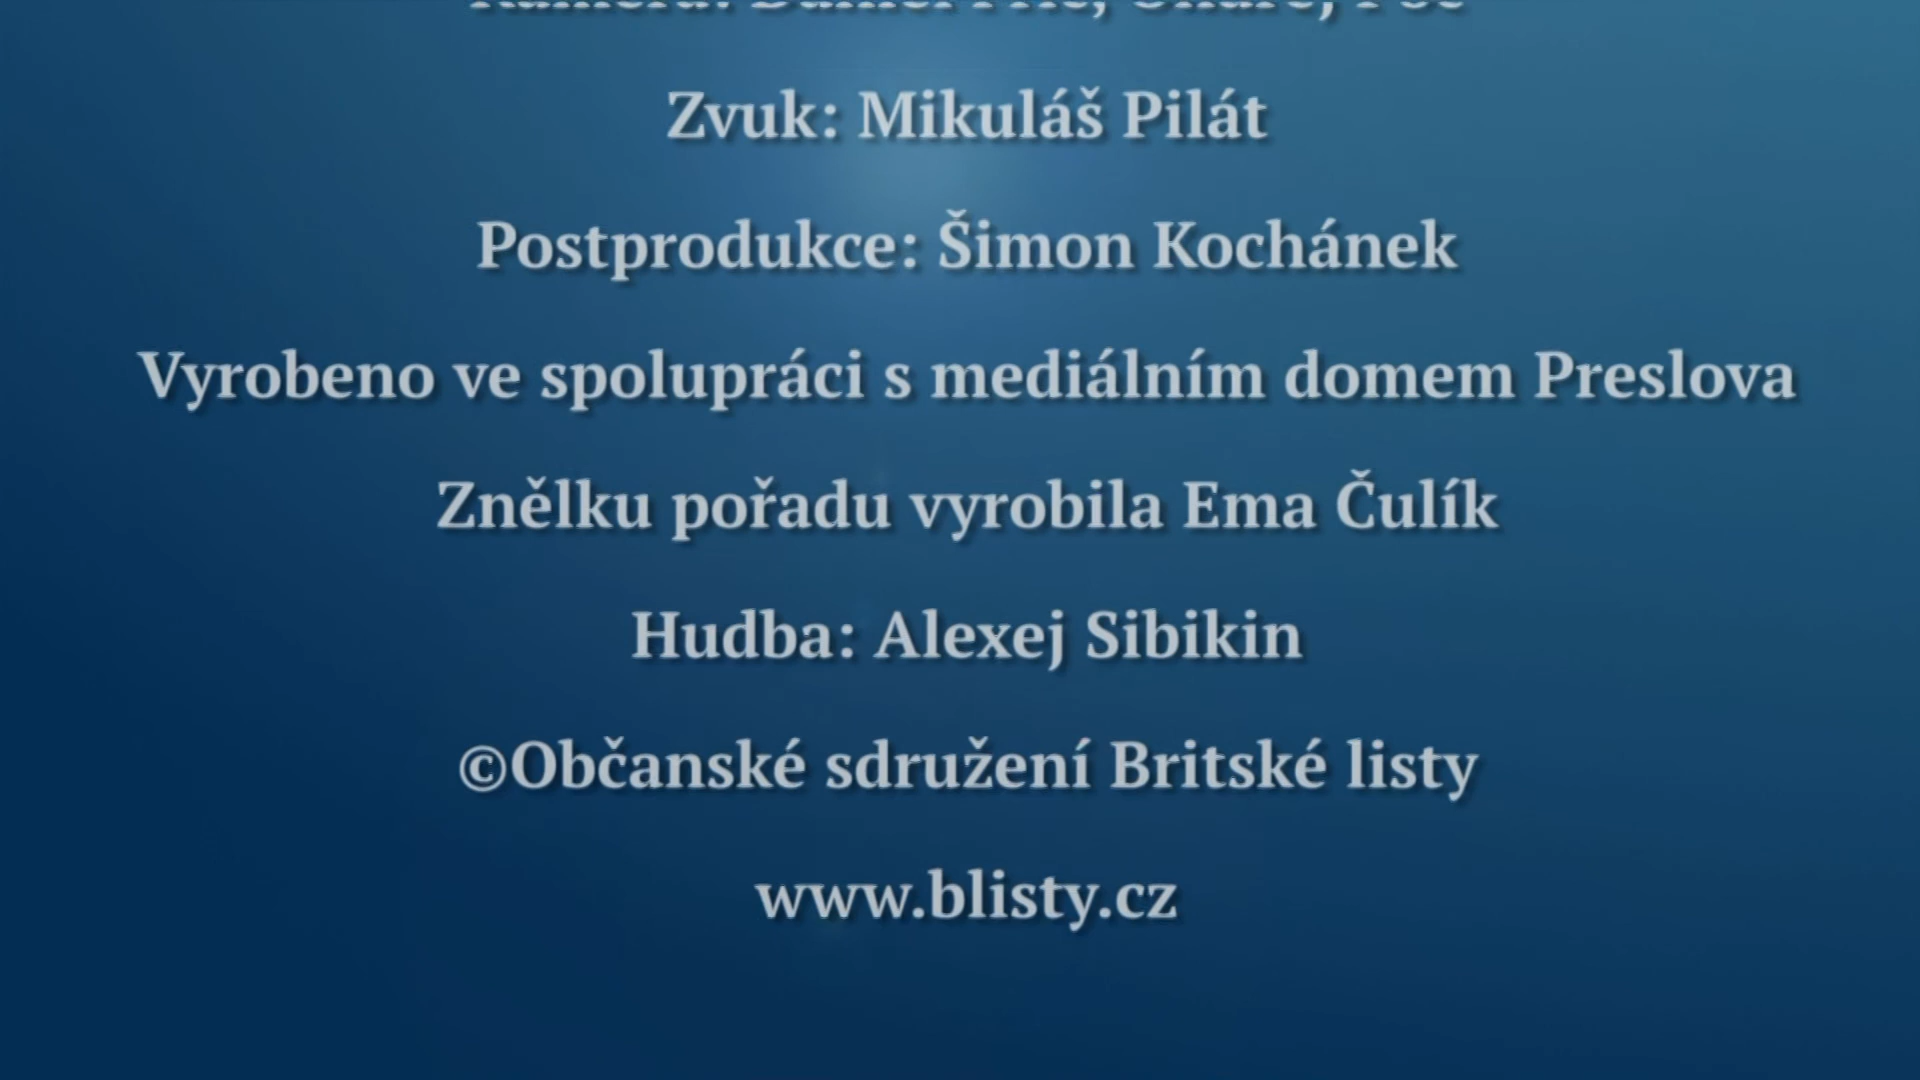 Zvuk: Mikuláš Pilát
Postprodukce: Šimon Kochánek
Vyrobeno ve spolupráci s mediálním domem Preslova
Znělku pořadu vyrobila Ema Čulík
Hudba: Alexej Sibikin
©Občanské sdružení Britské listy
www.blisty.cz